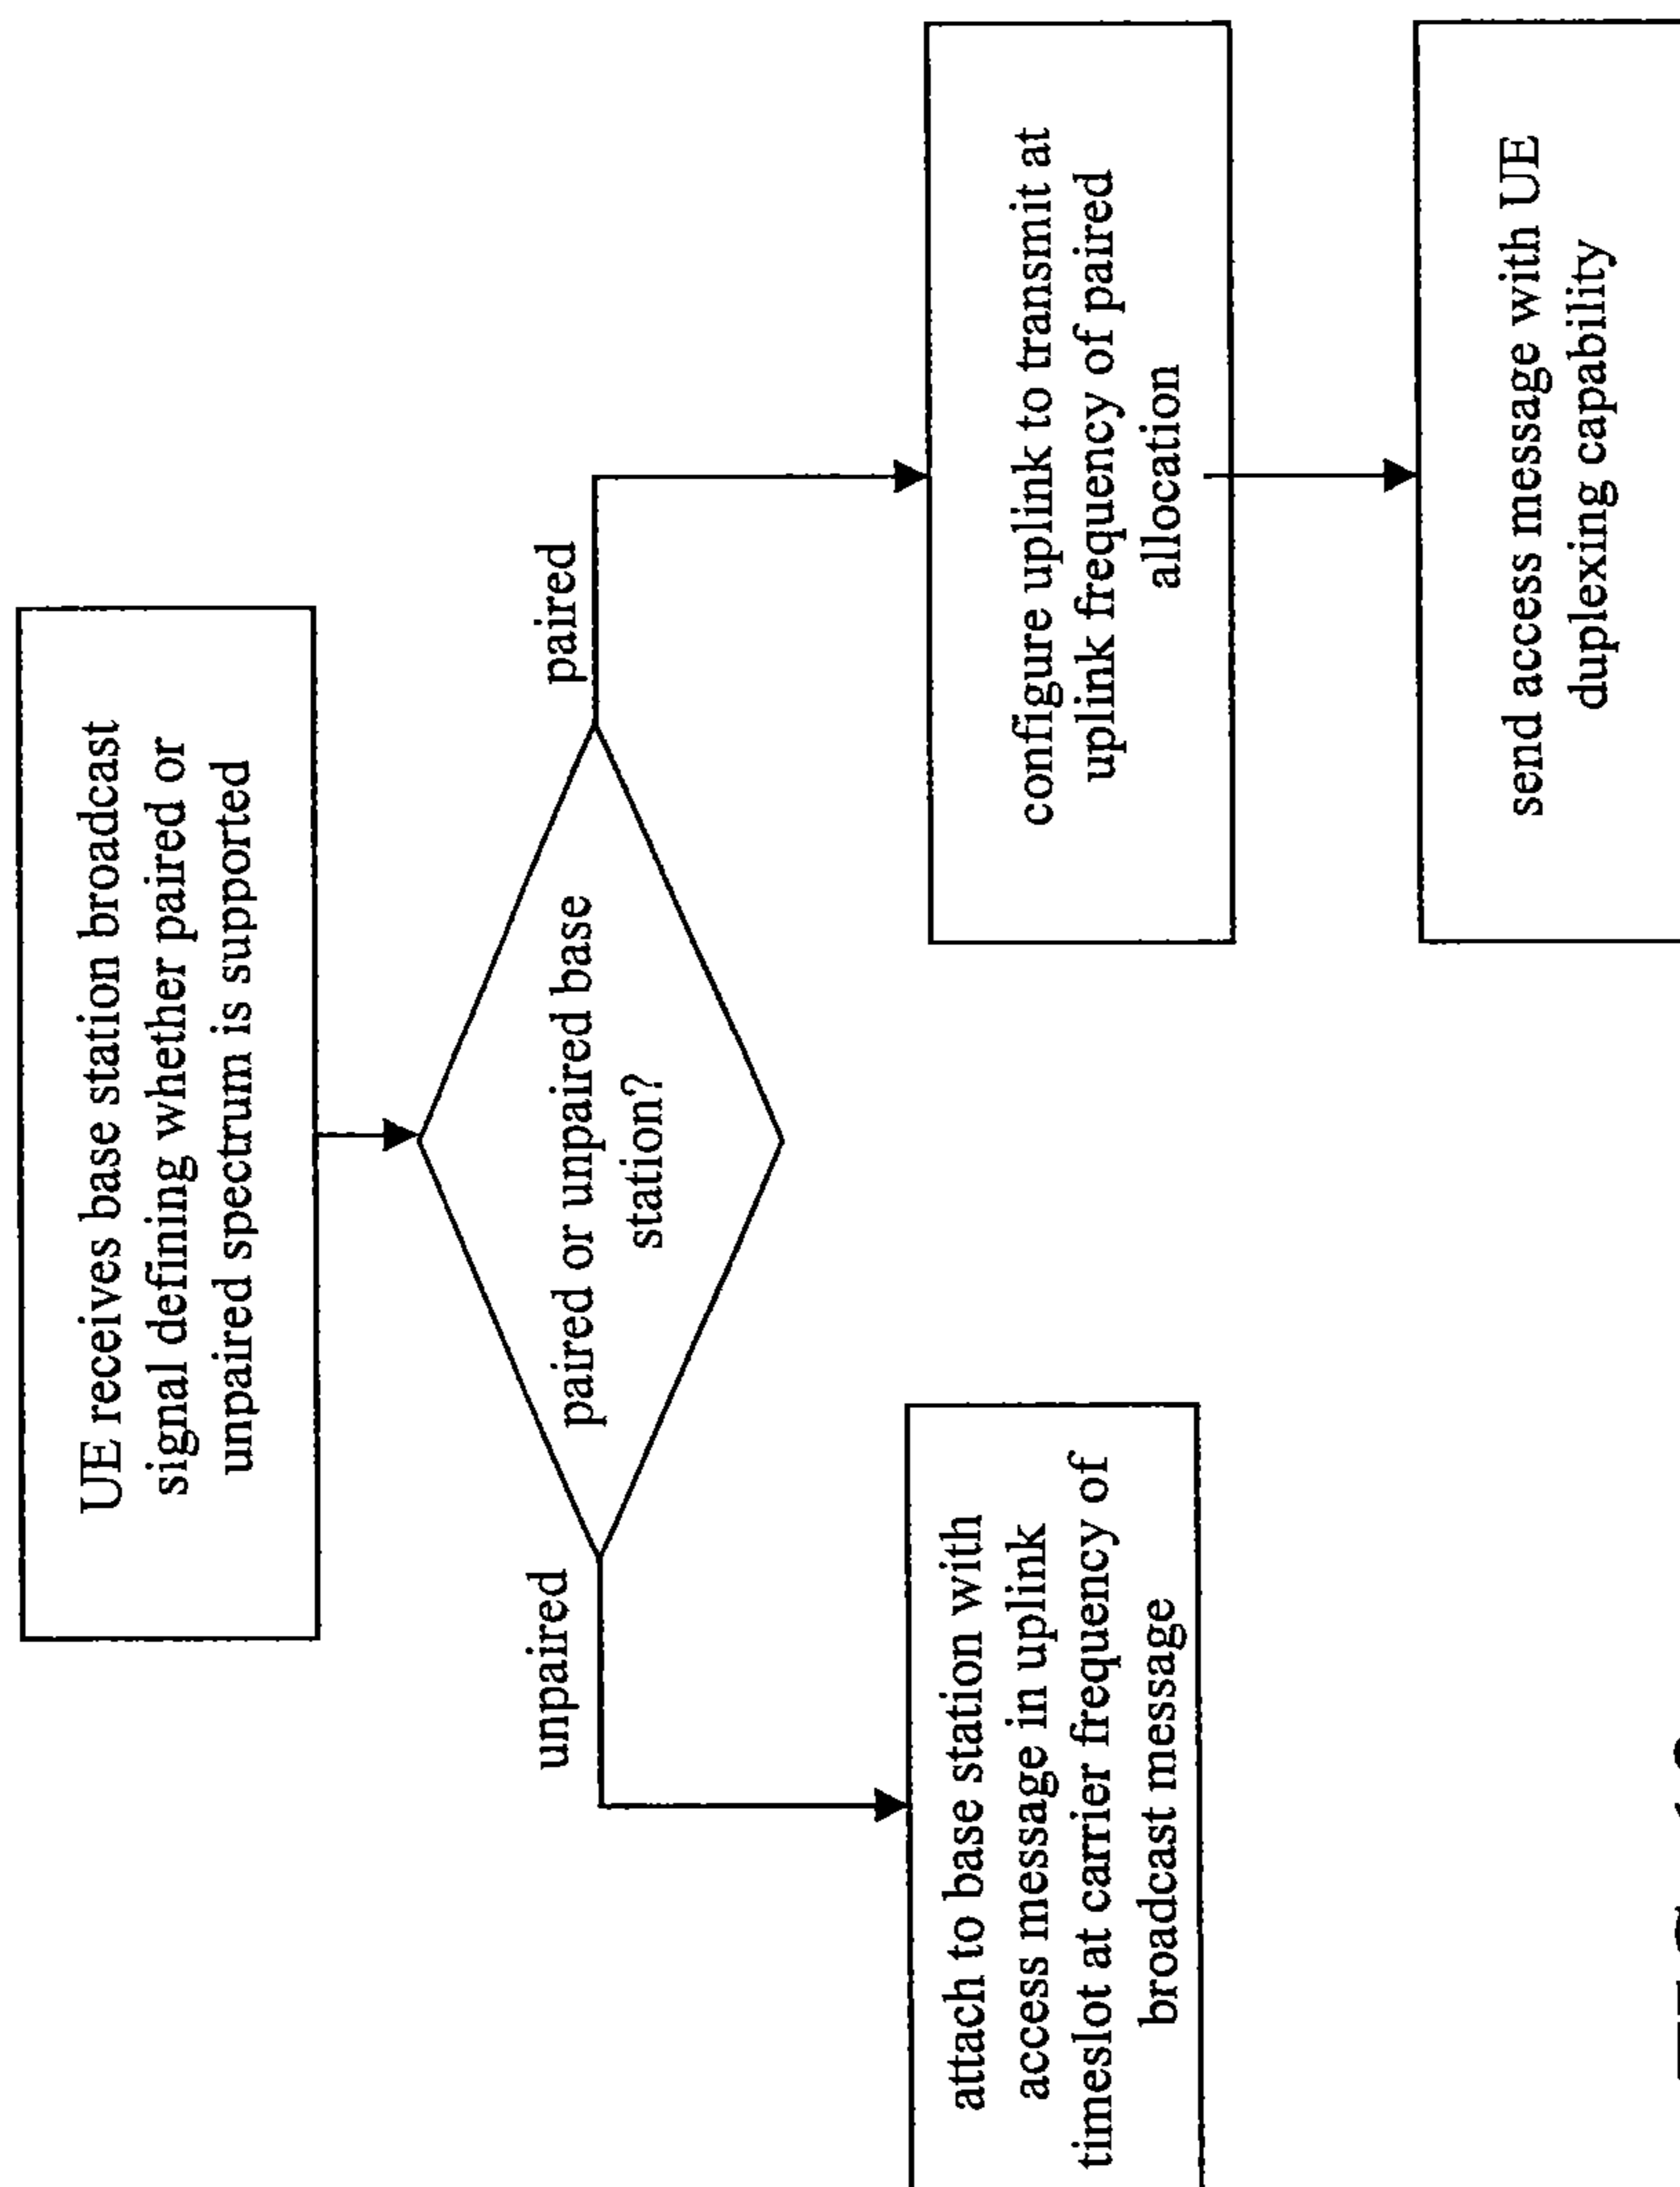 UE receives base station broadcast
signal defining whether paired or
unpaired spectrum is supported
paired or unpaired base
station?
unpaired
paired
attach to base station with
access message in uplink
timeslot at carrier frequency of
broadcast message
configure uplink to transmit at
uplink frequency of paired
allocation
send access message with UE
duplexing capability